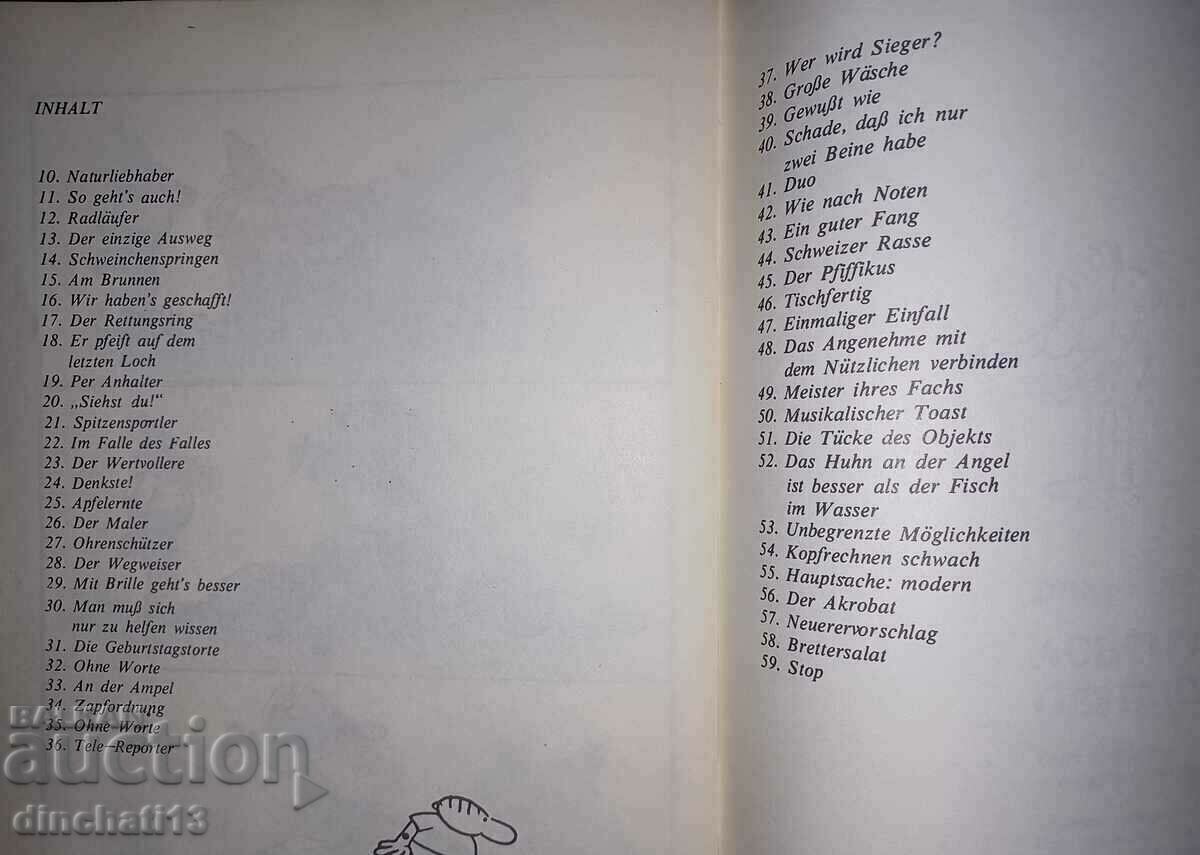 INHALT
10. Naturliebhaber
11. So geht's auch!
12. Radläufer
13. Der einzige Ausweg
14. Schweinchenspringen
15. Am Brunnen
16. Wir haben's geschafft!
17. Der Rettungsring
18. Er pfeift auf dem
letzten Loch
19. Per Anhalter
20. „Siehst du!“
21. Spitzensportler
22. Im Falle des Falles
23. Der Wertvollere
24. Denkste!
25. Apfelernte
26. Der Maler
27. Ohrenschützer
28. Der Wegweiser
29. Mit Brille geht's besser
30. Man muß sich
nur zu helfen wissen
31. Die Geburtstagstorte
32. Ohne Worte
33. An der Ampel
34. Zapfordnung
35. Ohne Worte
36. Tele-Reporter
37. Wer wird Sieger?
38. Große Wäsche
39. Gewußt wie
40. Schade, daß ich nur
zwei Beine habe
41. Duo
42. Wie nach Noten
43. Ein guter Fang
44. Schweizer Rasse
45. Der Pfiffikus
46. Tischfertig
47. Einmaliger Einfall
48. Das Angenehme mit
dem Nützlichen verbinden
49. Meister ihres Fachs
50. Musikalischer Toast
51. Die Tücke des Objekts
52. Das Huhn an der Angel
ist besser als der Fisch
im Wasser
53. Unbegrenzte Möglichkeiten
54. Kopfrechnen schwach
55. Hauptsache: modern
56. Der Akrobat
57. Neuerervorschlag
58. Brettersalat
59. Stop
BALKAN
auction
dinchati13